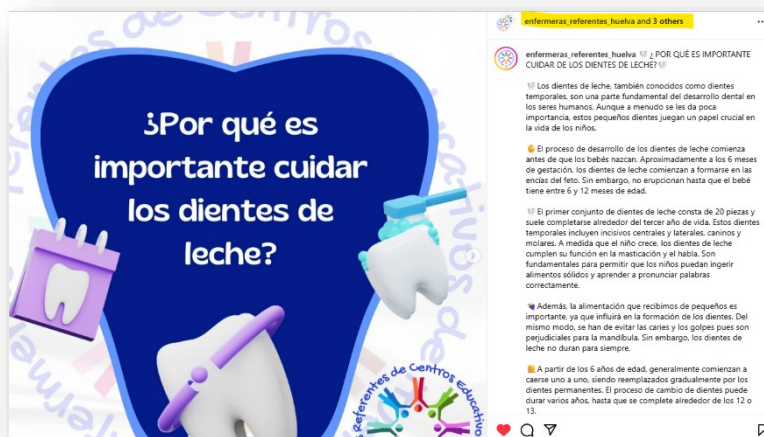 ¿Por qué es
importante cuidar
los dientes de
leche?
Referentes de Centros Educativos
enfermeras_referentes_huelva and 3 others
enfermeras_referentes_huelva 🦷 ¿ POR QUÉ ES IMPORTANTE
CUIDAR DE LOS DIENTES DE LECHE?🦷
🦷 Los dientes de leche, también conocidos como dientes
temporales, son una parte fundamental del desarrollo dental en
los seres humanos. Aunque a menudo se les da poca
importancia, estos pequeños dientes juegan un papel crucial en
la vida de los niños.
👶 El proceso de desarrollo de los dientes de leche comienza
antes de que los bebés nazcan. Aproximadamente a los 6 meses
de gestación, los dientes de leche comienzan a formarse en las
encías del feto. Sin embargo, no erupcionan hasta que el bebé
tiene entre 6 y 12 meses de edad.
🦷 El primer conjunto de dientes de leche consta de 20 piezas y
suele completarse alrededor del tercer año de vida. Estos dientes
temporales incluyen incisivos centrales y laterales, caninos y
molares. A medida que el niño crece, los dientes de leche
cumplen su función en la masticación y el habla. Son
fundamentales para permitir que los niños puedan ingerir
alimentos sólidos y aprender a pronunciar palabras
correctamente.
Además, la alimentación que recibimos de pequeños es
importante, ya que influirá en la formación de los dientes. Del
mismo modo, se han de evitar las caries y los golpes pues son
perjudiciales para la mandíbula. Sin embargo, los dientes de
leche no duran para siempre.
A partir de los 6 años de edad, generalmente comienzan a
caerse uno a uno, siendo reemplazados gradualmente por los
dientes permanentes. El proceso de cambio de dientes puede
durar varios años, hasta que se complete alrededor de los 12 o
13.